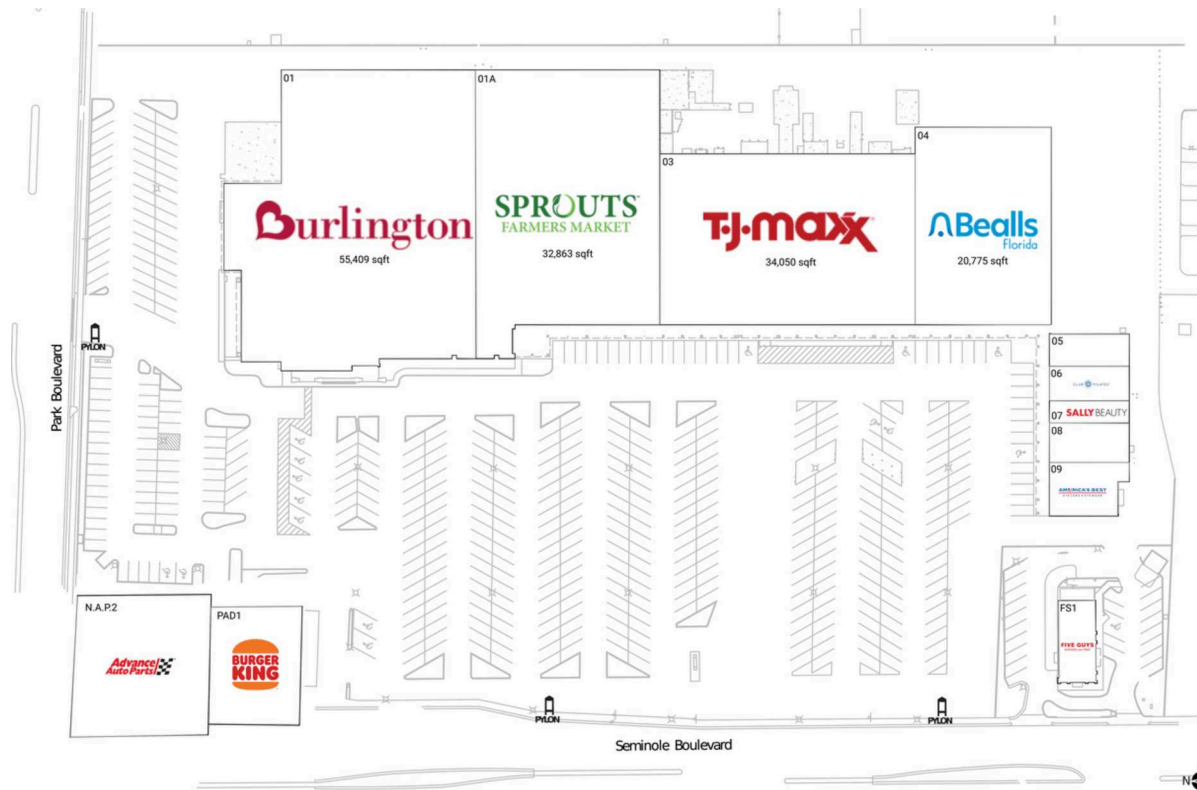 01
01A
04
03
Burlington
55,409 sqft
SPROUTS
FARMERS MARKET
32,863 sqft
T.J.maxx
34,050 sqft
Bealls
Florida
20,775 sqft
PYLON
Park Boulevard
05
06
CLUB PILATES
07 SALLY BEAUTY
08
09
AMERICA'S BEST
N.A.P.2
Advance
Auto Parts
PAD1
BURGER
KING
FS1
FIVE GUYS
PYLON
PYLON
Seminole Boulevard
N